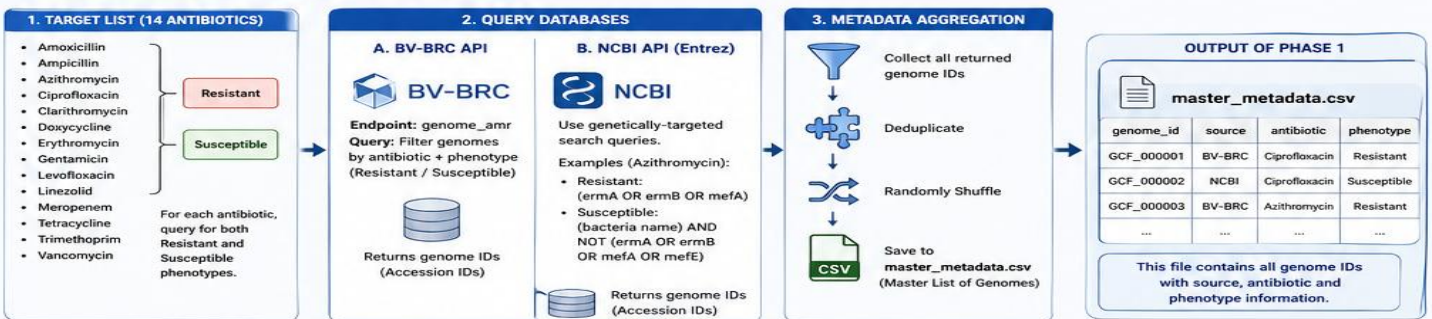 1. TARGET LIST (14 ANTIBIOTICS)
• Amoxicillin
• Ampicillin
• Azithromycin
• Ciprofloxacin
• Clarithromycin
• Doxycycline
• Erythromycin
• Gentamicin
• Levofloxacin
• Linezolid
• Meropenem
• Tetracycline
• Trimethoprim
• Vancomycin
Resistant
Susceptible
For each antibiotic,
query for both
Resistant and
Susceptible
phenotypes.
2. QUERY DATABASES
A. BV-BRC API
BV-BRC
Endpoint: genome_amr
Query: Filter genomes
by antibiotic + phenotype
(Resistant / Susceptible)
Returns genome IDs
(Accession IDs)
B. NCBI API (Entrez)
NCBI
Use genetically-targeted
search queries.
Examples (Azithromycin):
• Resistant:
(ermA OR ermB OR mefA)
• Susceptible:
(bacteria name) AND
NOT (ermA OR ermB
OR mefA OR mefE)
Returns genome IDs
(Accession IDs)
3. METADATA AGGREGATION
Collect all returned
genome IDs
Deduplicate
Randomly Shuffle
CSV
Save to
master_metadata.csv
(Master List of Genomes)
OUTPUT OF PHASE 1
master_metadata.csv
genome_id source antibiotic phenotype
GCF_000001 BV-BRC Ciprofloxacin Resistant
GCF_000002 NCBI Ciprofloxacin Susceptible
GCF_000003 BV-BRC Azithromycin Resistant
... ... ... ...
This file contains all genome IDs
with source, antibiotic and
phenotype information.